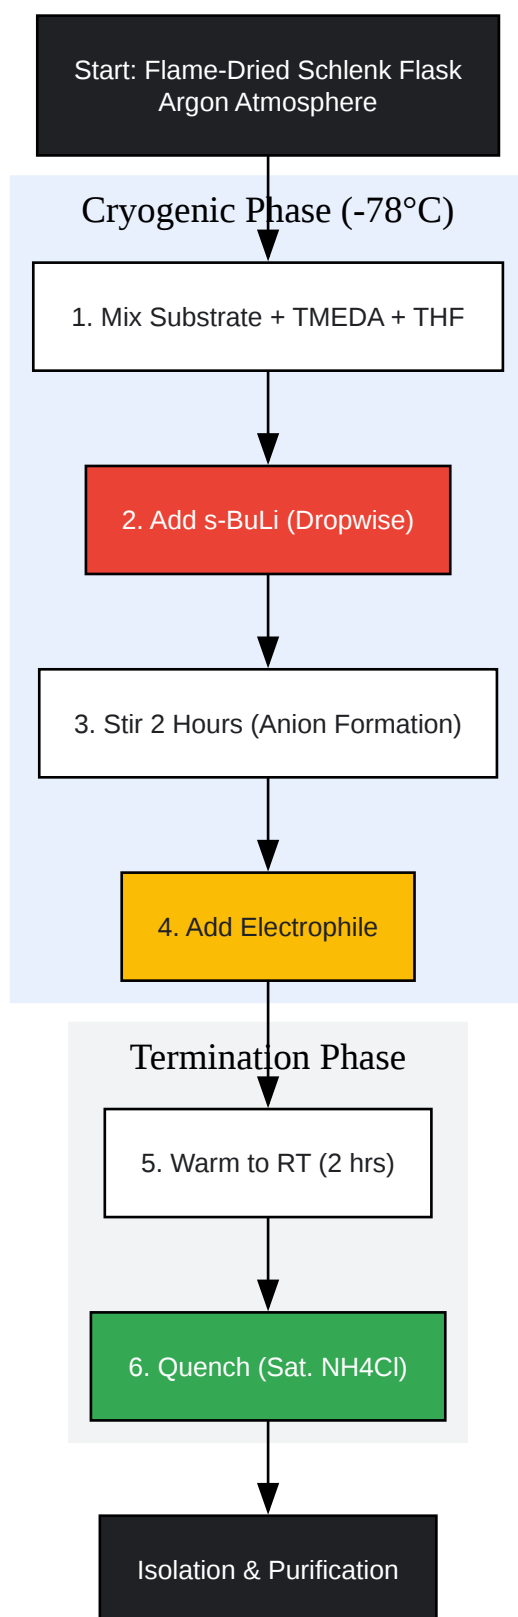 Start: Flame-Dried Schlenk Flask
Argon Atmosphere
Cryogenic Phase (-78°C)
1. Mix Substrate + TMEDA + THF
2. Add s-BuLi (Dropwise)
3. Stir 2 Hours (Anion Formation)
4. Add Electrophile
Termination Phase
5. Warm to RT (2 hrs)
6. Quench (Sat. NH4Cl)
Isolation & Purification